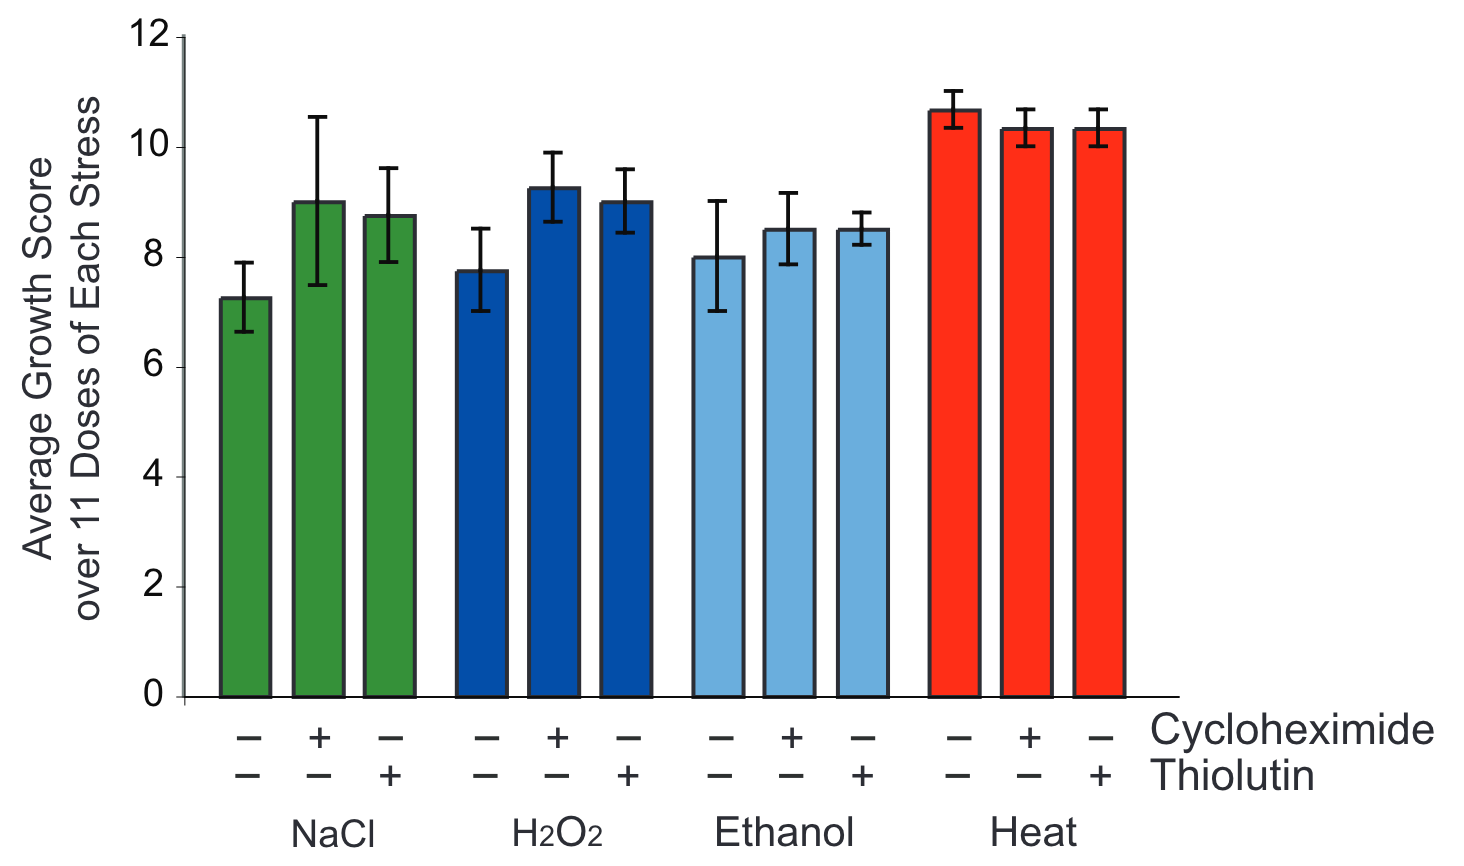 Average Growth Score
over 11 Doses of Each Stress
12
10
8
6
4
2
0
– + – – + – – + – – + – Cycloheximide
– – + – – + – – + – – + Thiolutin
NaCl H2O2 Ethanol Heat